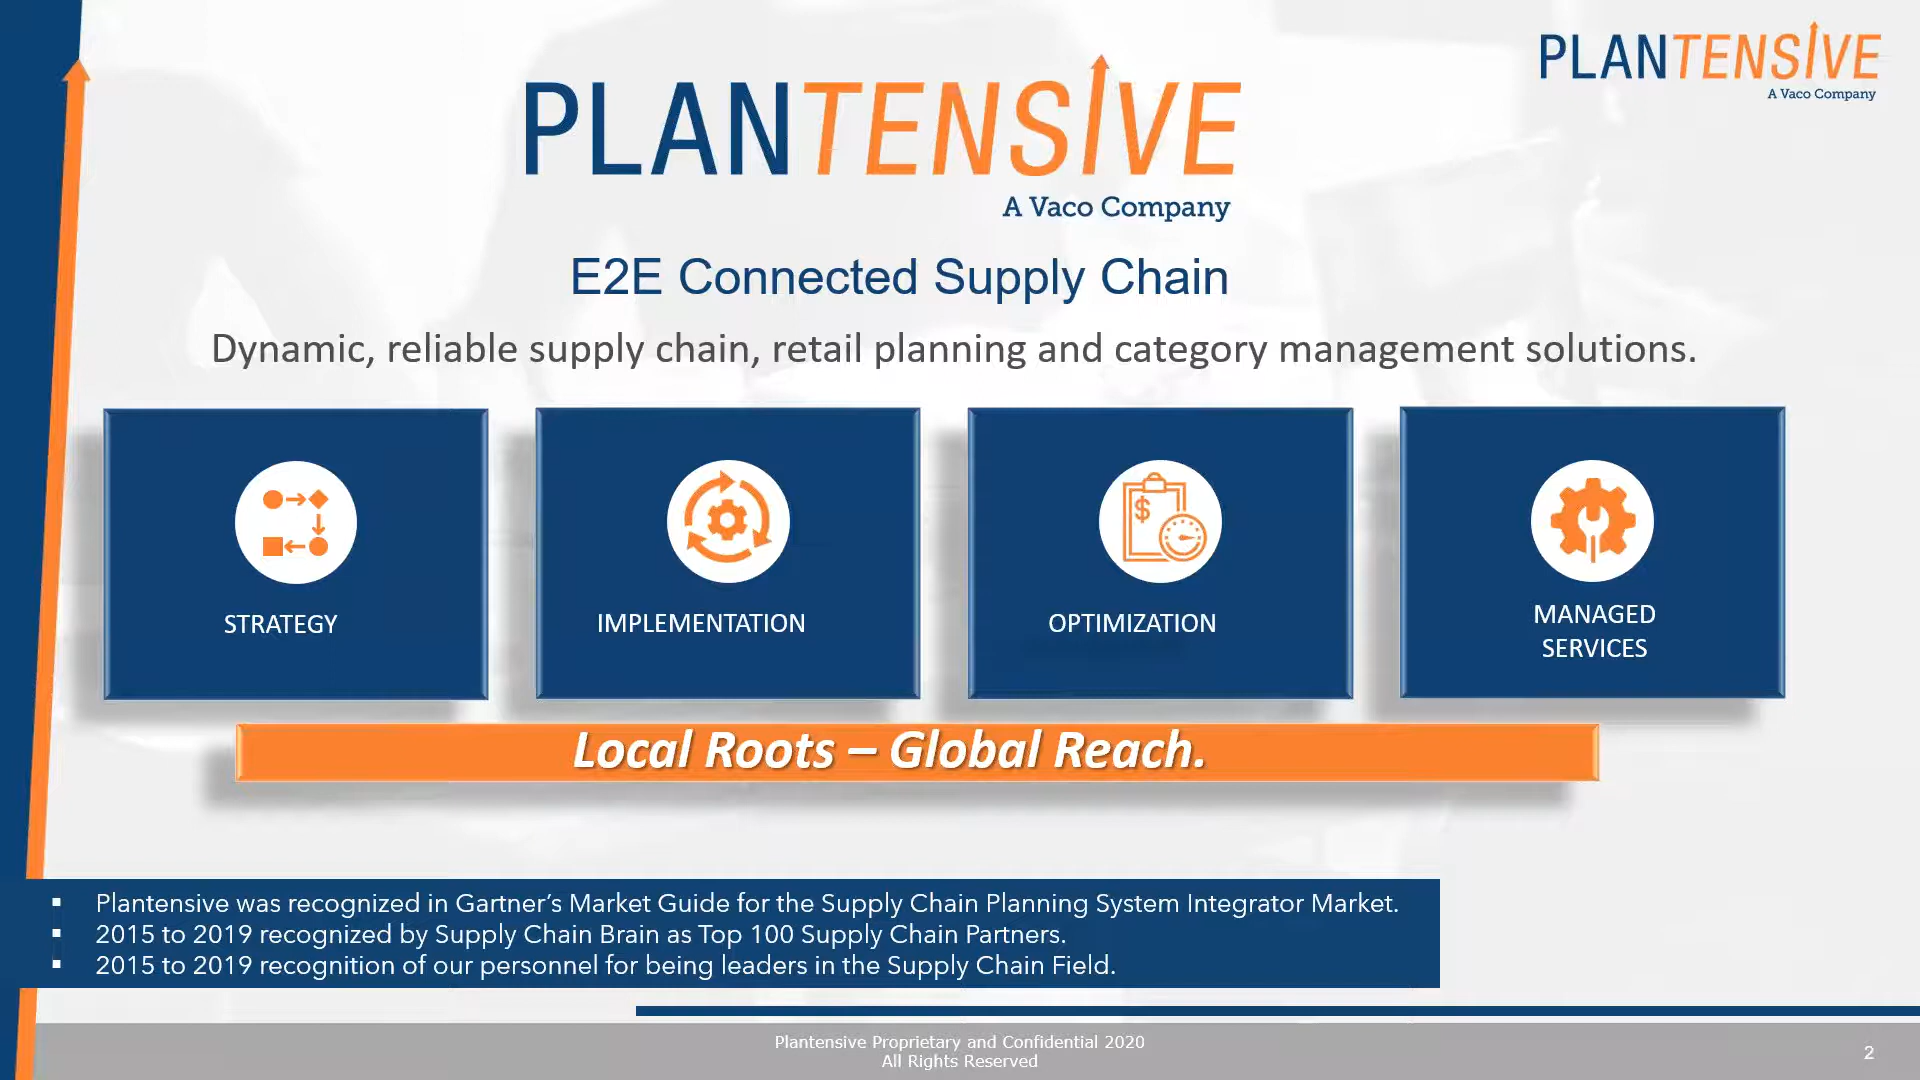 PLANTENSIVE
A Vaco Company
PLANTENSIVE
A Vaco Company
E2E Connected Supply Chain
Dynamic, reliable supply chain, retail planning and category management solutions.
STRATEGY
IMPLEMENTATION
$
OPTIMIZATION
MANAGED
SERVICES
Local Roots – Global Reach.
▪ Plantensive was recognized in Gartner’s Market Guide for the Supply Chain Planning System Integrator Market.
▪ 2015 to 2019 recognized by Supply Chain Brain as Top 100 Supply Chain Partners.
▪ 2015 to 2019 recognition of our personnel for being leaders in the Supply Chain Field.
Plantensive Proprietary and Confidential 2020
All Rights Reserved
2